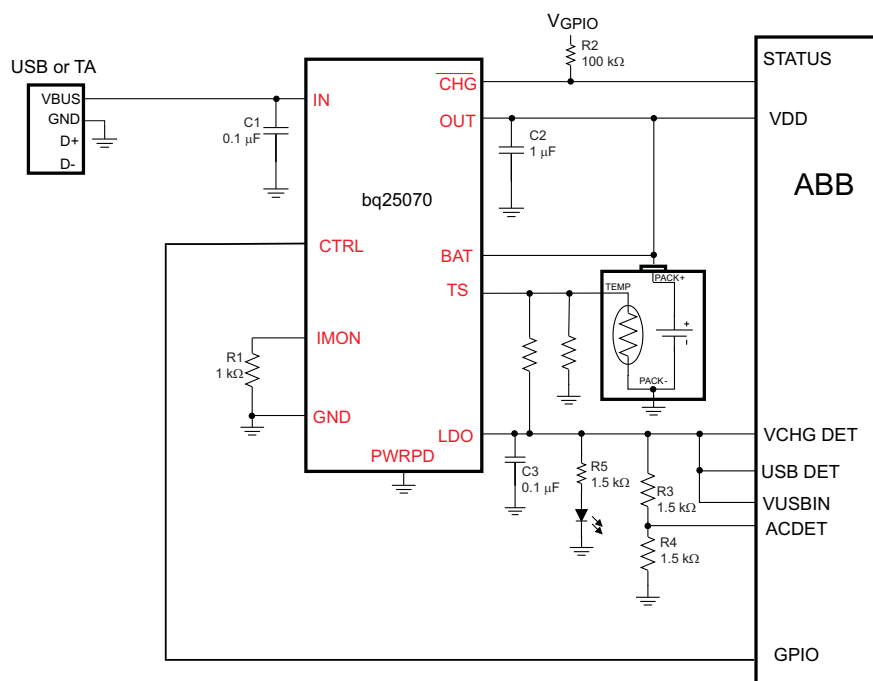 V GPIO
R2
100 kΩ
USB or TA
VBUS
GND
D+
D-
C1
0.1 μF
IN
CHG
OUT
bq25070
CTRL
BAT
TS
IMON
GND
LDO
PWRPD
C2
1 μF
STATUS
VDD
ABB
PACK+
TEMP
+
-
PACK-
R1
1 kΩ
C3
0.1 μF
R5
1.5 kΩ
R3
1.5 kΩ
R4
1.5 kΩ
VCHG DET
USB DET
VUSBIN
ACDET
GPIO